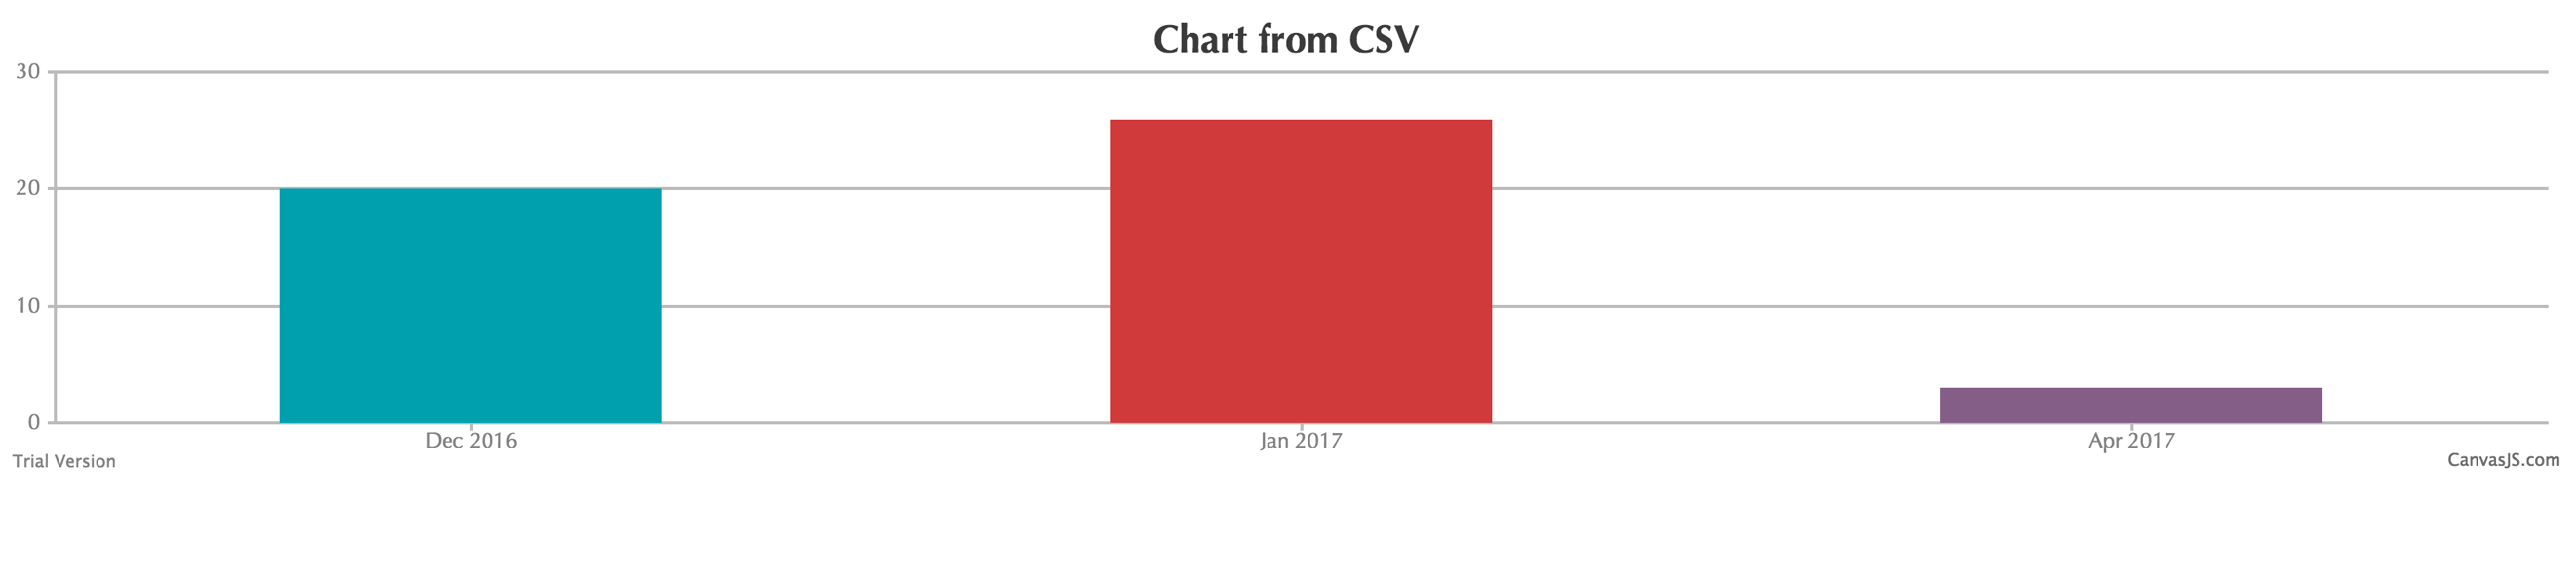 Chart from CSV
30
20
10
0
Dec 2016 Jan 2017 Apr 2017
Trial Version CanvasJS.com